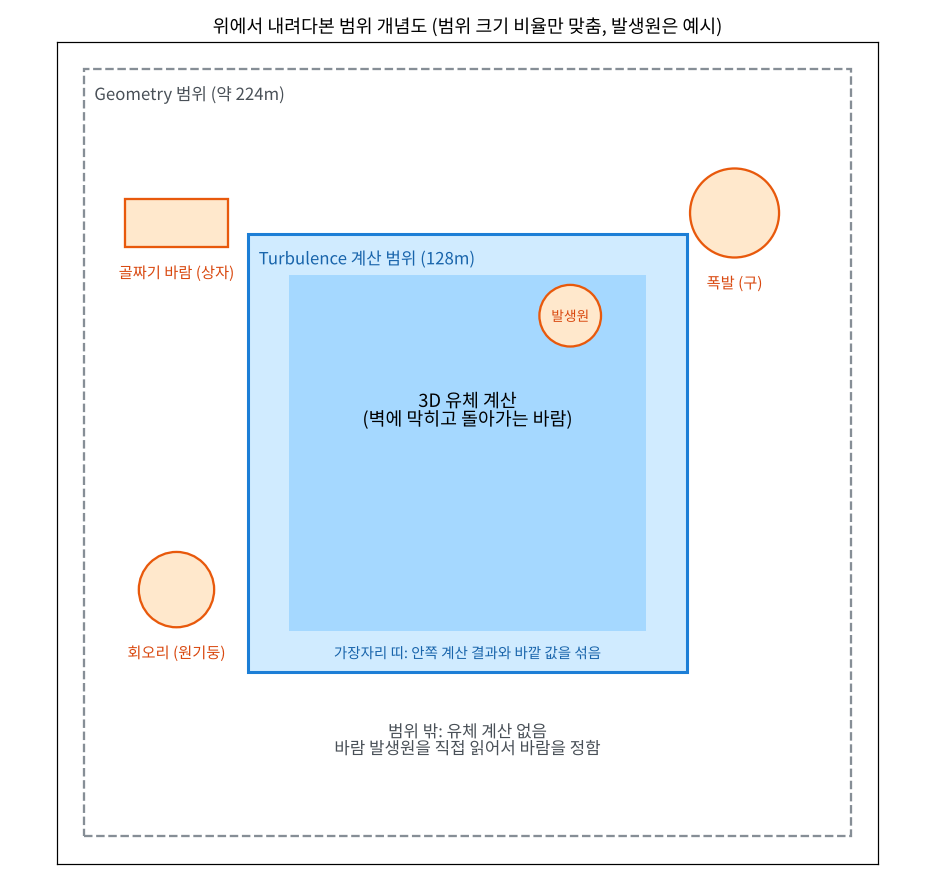 위에서 내려다본 범위 개념도 (범위 크기 비율만 맞춤, 발생원은 예시)
Geometry 범위 (약 224m)
골짜기 바람 (상자)
폭발 (구)
Turbulence 계산 범위 (128m)
발생원
3D 유체 계산
(벽에 막히고 돌아가는 바람)
회오리 (원기둥)
가장자리 띠: 안쪽 계산 결과와 바깥 값을 섞음
범위 밖: 유체 계산 없음
바람 발생원을 직접 읽어서 바람을 정함